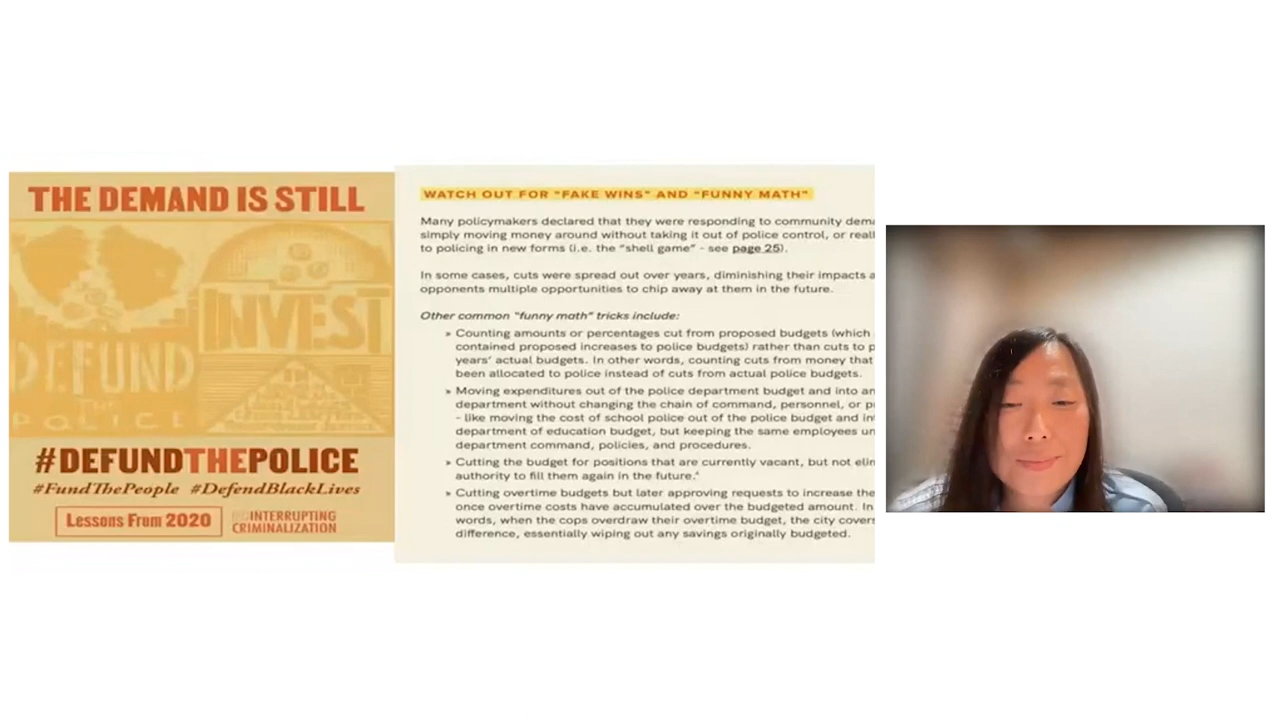 THE DEMAND IS STILL
DEFUND
THE
POLICE
INVEST
#DEFUNDTHEPOLICE
#FundThePeople #DefendBlackLives
Lessons From 2020
INTERRUPTING
CRIMINALIZATION
WATCH OUT FOR "FAKE WINS" AND "FUNNY MATH"
Many policymakers declared that they were responding to community dema
simply moving money around without taking it out of police control, or reall
to policing in new forms (i.e. the "shell game" - see page 25).
In some cases, cuts were spread out over years, diminishing their impacts a
opponents multiple opportunities to chip away at them in the future.
Other common "funny math" tricks include:
» Counting amounts or percentages cut from proposed budgets (which
contained proposed increases to police budgets) rather than cuts to p
years' actual budgets. In other words, counting cuts from money that
been allocated to police instead of cuts from actual police budgets.
» Moving expenditures out of the police department budget and into an
department without changing the chain of command, personnel, or p
- like moving the cost of school police out of the police budget and in
department of education budget, but keeping the same employees un
department command, policies, and procedures.
» Cutting the budget for positions that are currently vacant, but not elin
authority to fill them again in the future.⁴
» Cutting overtime budgets but later approving requests to increase the
once overtime costs have accumulated over the budgeted amount. In
words, when the cops overdraw their overtime budget, the city covers
difference, essentially wiping out any savings originally budgeted.